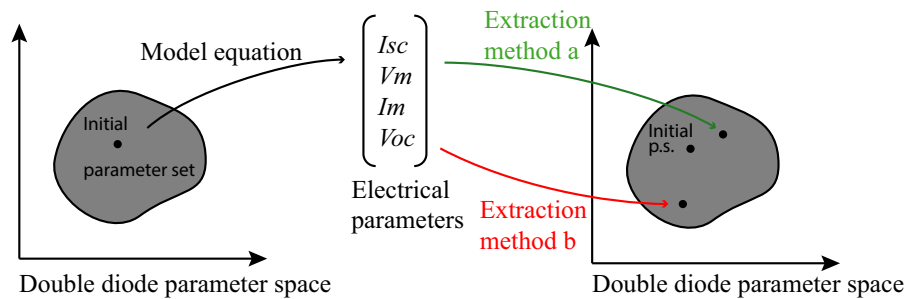 Model equation
Initial
parameter set
Double diode parameter space
Isc
Vm
Im
Voc
Electrical
parameters
Extraction
method a
Extraction
method b
Initial
p.s.
Double diode parameter space